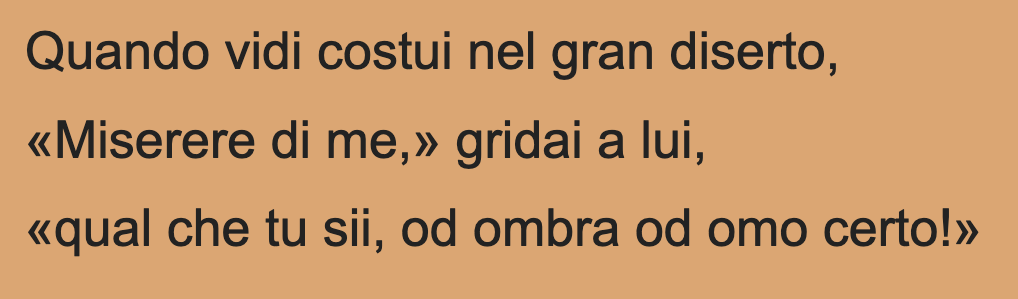 Quando vidi costui nel gran diserto,
«Miserere di me,» gridai a lui,
«qual che tu sii, od ombra od omo certo!»